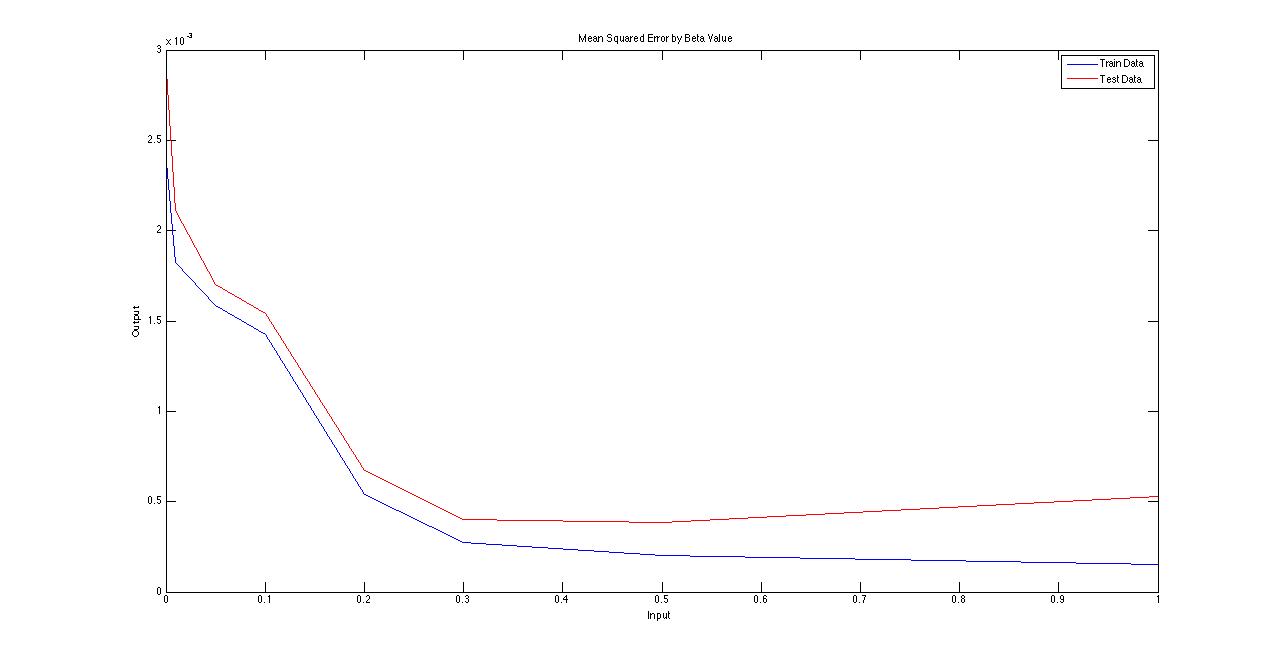 Mean Squared Error by Beta Value
x 10 -3
Train Data
Test Data
3
2.5
2
1.5
1
0.5
0
Output
0 0.1 0.2 0.3 0.4 0.5 0.6 0.7 0.8 0.9 1
Input